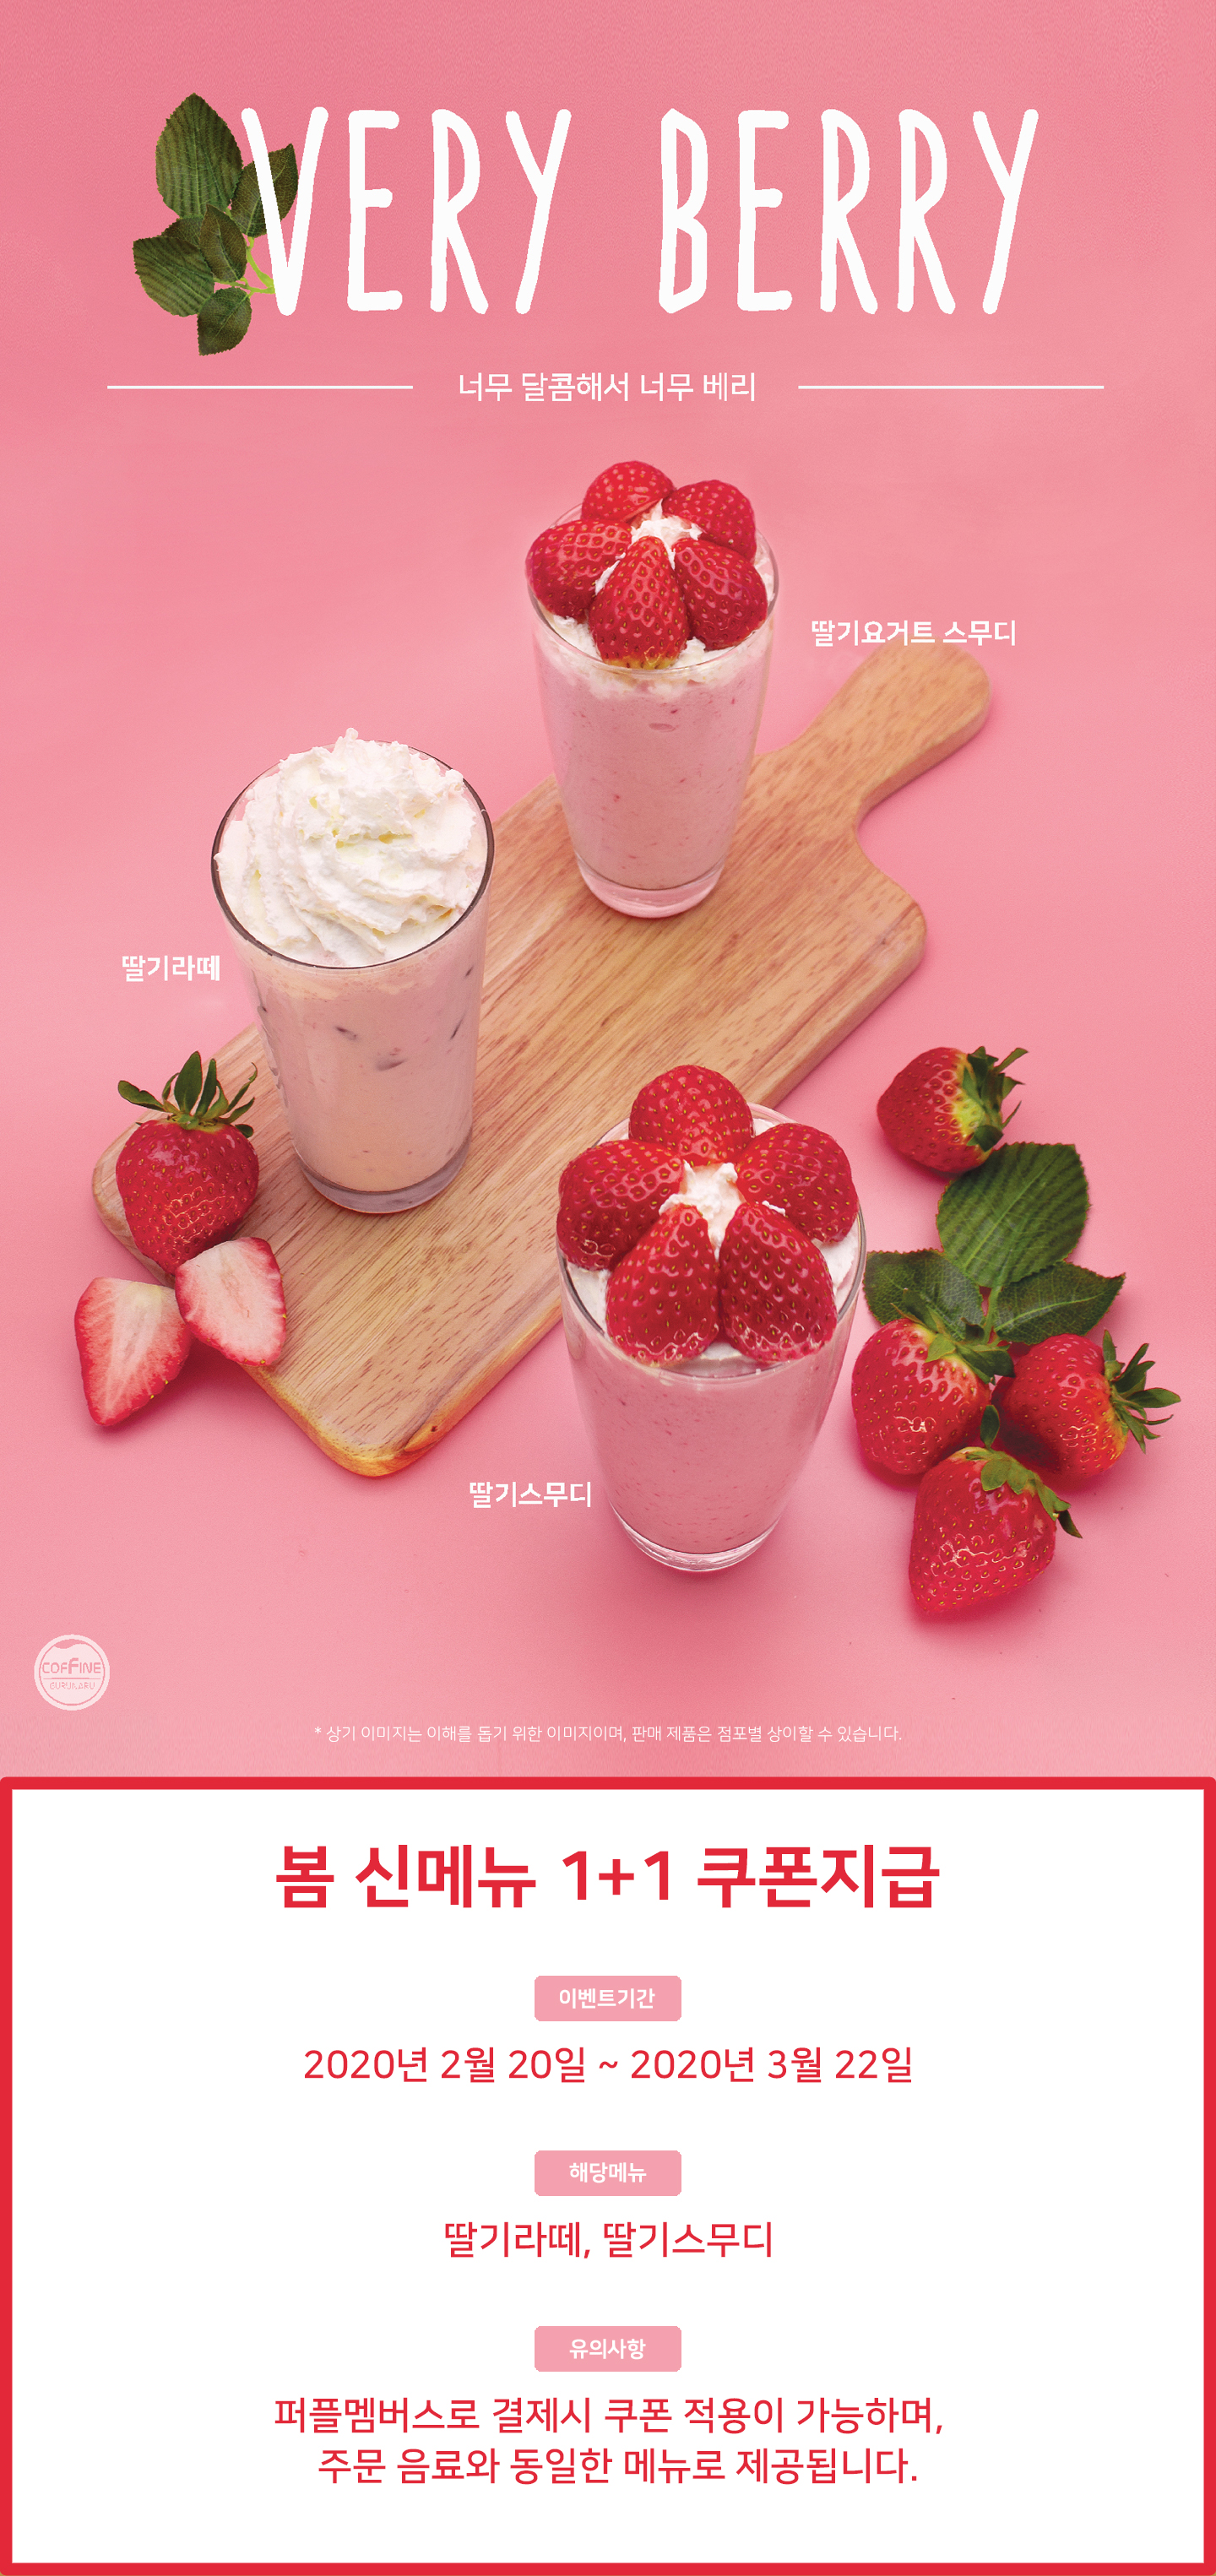 VERY BERRY
너무 달콤해서 너무 베리
딸기요거트 스무디
딸기라떼
딸기스무디
COFFINE
GURUNARU
* 상기 이미지는 이해를 돕기 위한 이미지이며, 판매 제품은 점포별 상이할 수 있습니다.
봄 신메뉴 1+1 쿠폰지급
이벤트기간
2020년 2월 20일 ~ 2020년 3월 22일
해당메뉴
딸기라떼, 딸기스무디
유의사항
퍼플멤버스로 결제시 쿠폰 적용이 가능하며,
주문 음료와 동일한 메뉴로 제공됩니다.